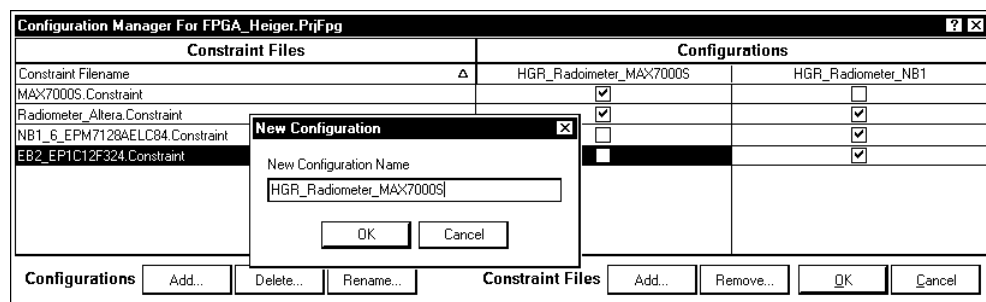 Configuration Manager For FPGA_Heiger.PrjFpg
Constraint Files Configurations
Constraint Filename HGR_Radoimeter_MAX7000S HGR_Radiometer_NB1
MAX7000S.Constraint
Radiometer_Altera.Constraint
NB1_6_EPM7128AELC84.Constraint
EB2_EP1C12F324.Constraint
New Configuration
New Configuration Name
HGR_Radiometer_MAX7000S
OK Cancel
Configurations Add... Delete... Rename... Constraint Files Add... Remove... OK Cancel